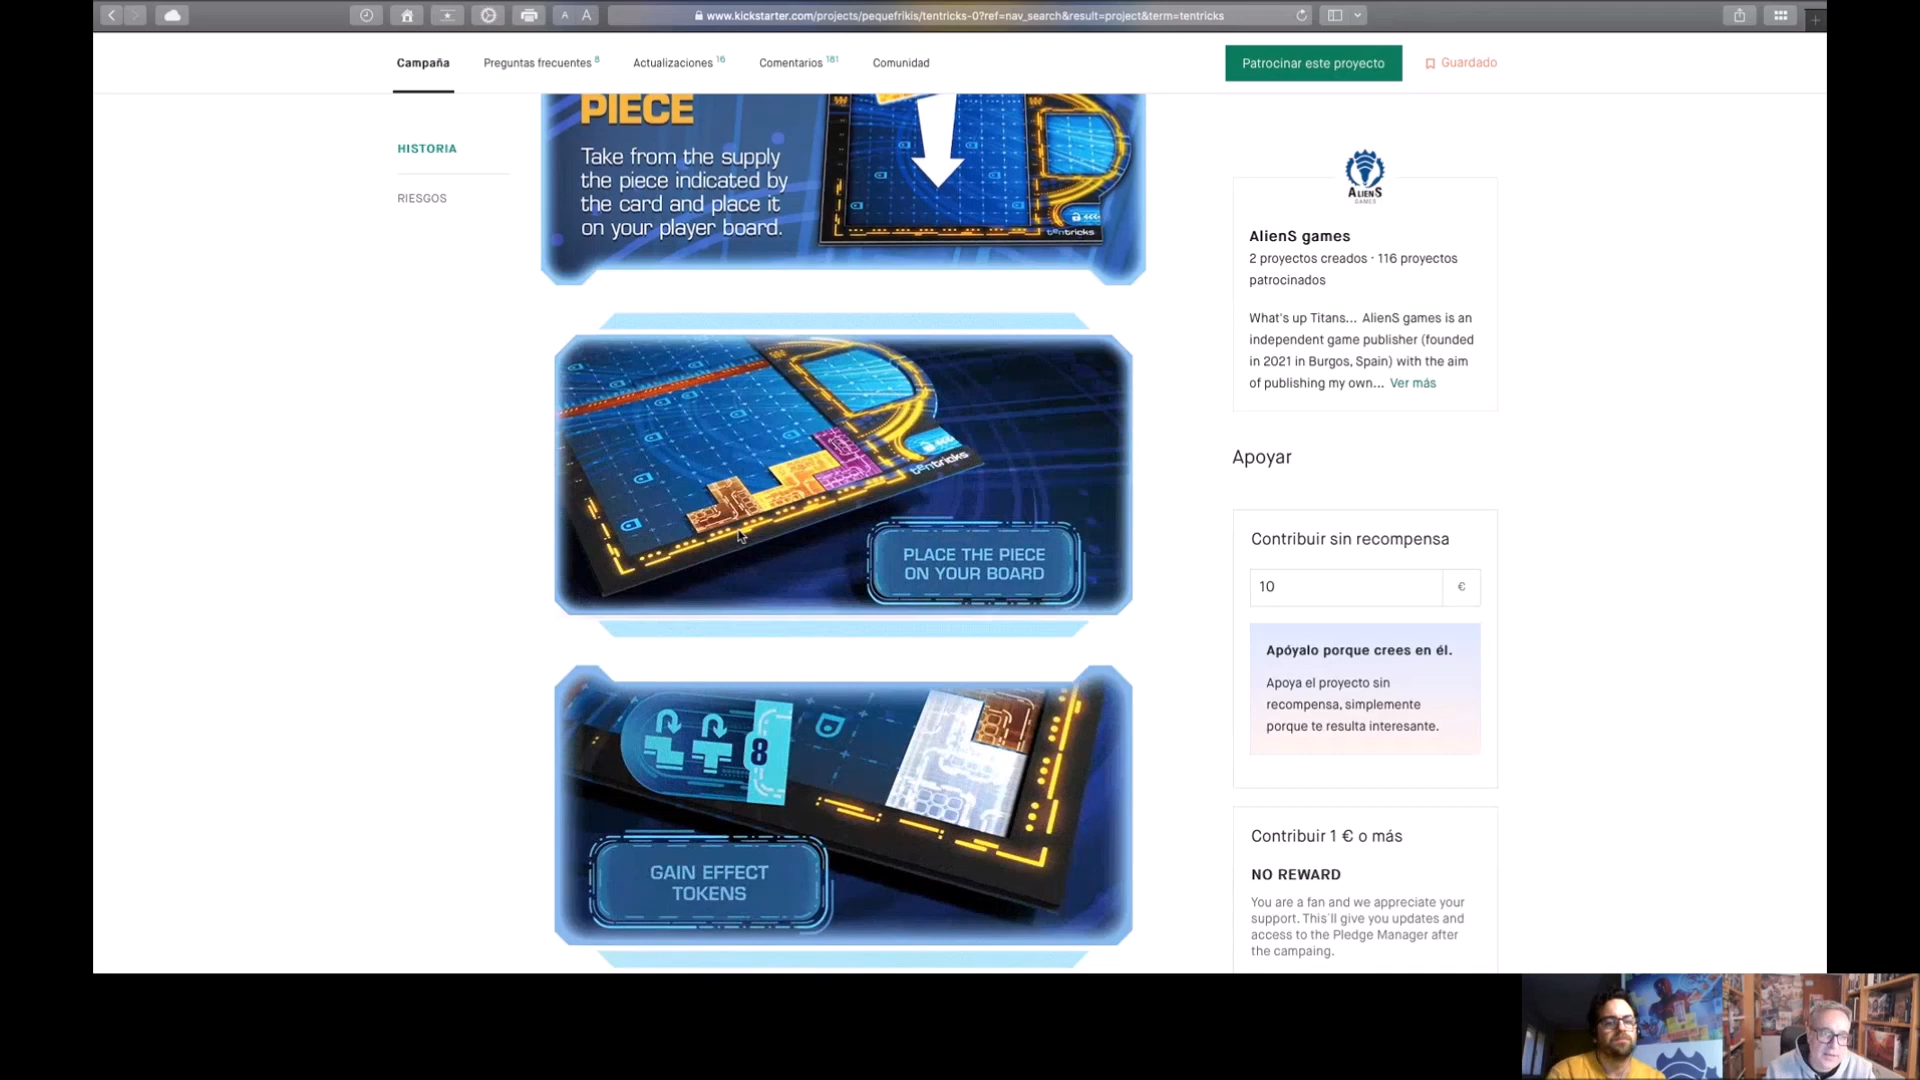 www.kickstarter.com/projects/pequefrikis/tentricks-0?ref=nav_search&result=project&term=tentricks
A A
Campaña
Preguntas frecuentes 8
Actualizaciones 16
Comentarios 181
Comunidad
Patrocinar este proyecto
Guardado
HISTORIA
RIESGOS
PIECE
Take from the supply
the piece indicated by
the card and place it
on your player board.
tentricks
tentricks
PLACE THE PIECE
ON YOUR BOARD
8
GAIN EFFECT
TOKENS
ALIENS
GAMES
AlienS games
2 proyectos creados · 116 proyectos
patrocinados
What's up Titans... AlienS games is an
independent game publisher (founded
in 2021 in Burgos, Spain) with the aim
of publishing my own... Ver más
Apoyar
Contribuir sin recompensa
10 €
Apóyalo porque crees en él.
Apoya el proyecto sin
recompensa, simplemente
porque te resulta interesante.
Contribuir 1 € o más
NO REWARD
You are a fan and we appreciate your
support. This´ll give you updates and
access to the Pledge Manager after
the campaing.